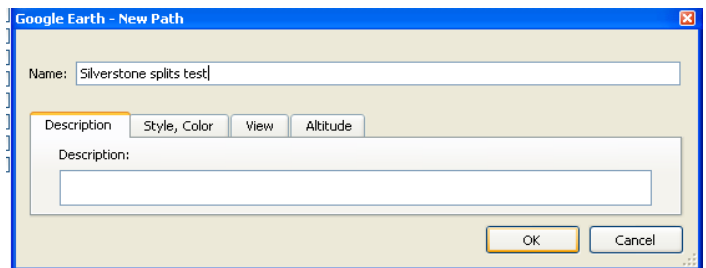 Google Earth - New Path
Name: Silverstone splits test
Description Style, Color View Altitude
Description:
OK Cancel